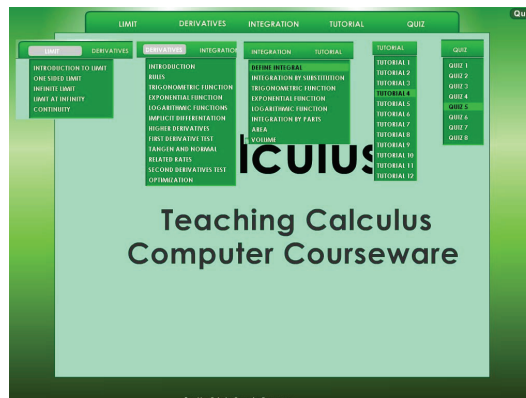 Qu
LIMIT DERIVATIVES INTEGRATION TUTORIAL QUIZ
LIMIT DERIVATIVES
INTRODUCTION TO LIMIT
ONE SIDED LIMIT
INFINITE LIMIT
LIMIT AT INFINITY
CONTINUITY
DERIVATIVES INTEGRATION
INTRODUCTION
RULES
TRIGONOMETRIC FUNCTION
EXPONENTIAL FUNCTION
LOGARITHMIC FUNCTIONS
IMPLICIT DIFFERENTATION
HIGHER DERIVATIVES
FIRST DERIVATIVE TEST
TANGEN AND NORMAL
RELATED RATES
SECOND DERIVATIVES TEST
OPTIMIZATION
INTEGRATION TUTORIAL
DEFINE INTEGRAL
INTEGRATION BY SUBSTITUTION
TRIGONOMETRIC FUNCTION
EXPONENTIAL FUNCTION
LOGARITHMIC FUNCTION
INTEGRATION BY PARTS
AREA
VOLUME
TUTORIAL
TUTORIAL 1
TUTORIAL 2
TUTORIAL 3
TUTORIAL 4
TUTORIAL 5
TUTORIAL 6
TUTORIAL 7
TUTORIAL 8
TUTORIAL 9
TUTORIAL 10
TUTORIAL 11
TUTORIAL 12
QUIZ
QUIZ 1
QUIZ 2
QUIZ 3
QUIZ 4
QUIZ 5
QUIZ 6
QUIZ 7
QUIZ 8
lculus
Teaching Calculus
Computer Courseware